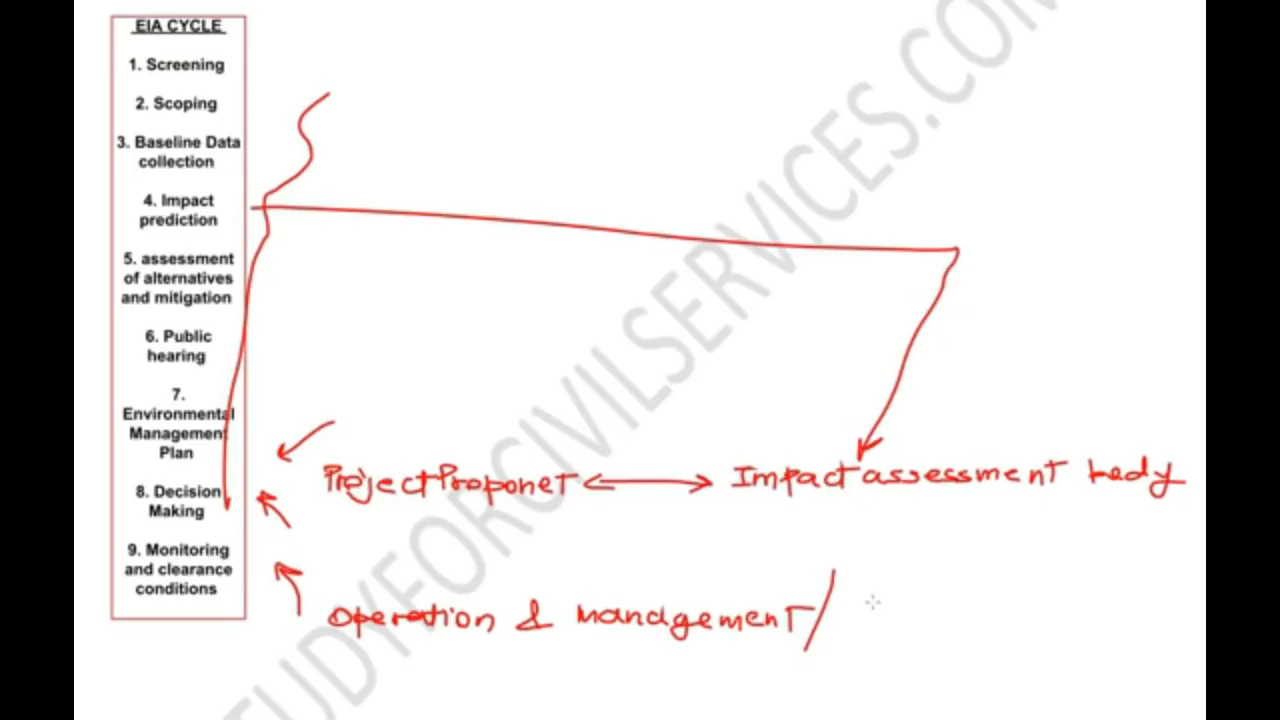 EIA CYCLE
1. Screening
2. Scoping
3. Baseline Data
collection
4. Impact
prediction
5. assessment
of alternatives
and mitigation
6. Public
hearing
7.
Environmental
Management
Plan
8. Decision
Making
9. Monitoring
and clearance
conditions
Project Proponet Impact assessment body
Operation & management/
STUDYFORCIVILSERVICES.COM